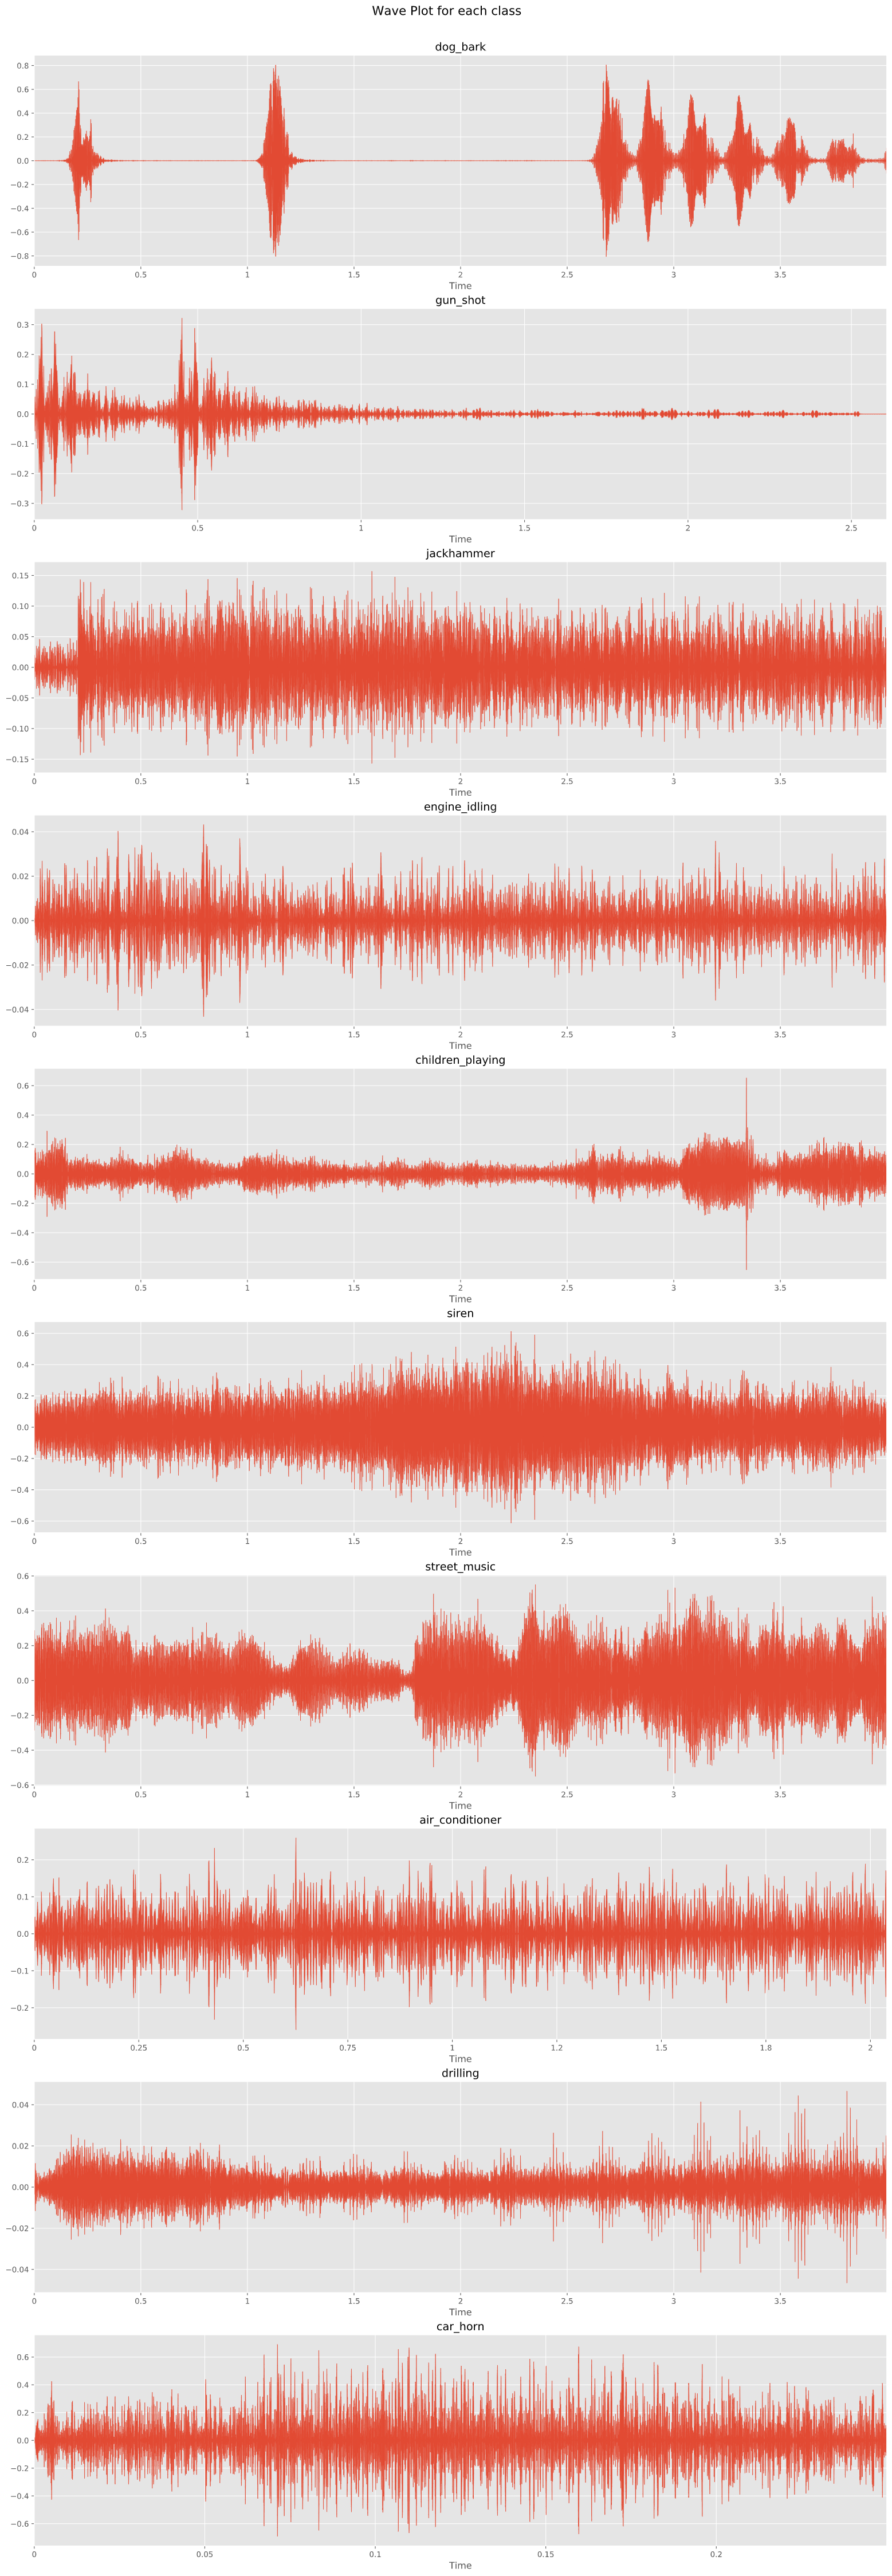 Wave Plot for each class
dog_bark
0.8
0.6
0.4
0.2
0.0
−0.2
−0.4
−0.6
−0.8
0 0.5 1 1.5 2 2.5 3 3.5
Time
gun_shot
0.3
0.2
0.1
0.0
−0.1
−0.2
−0.3
0 0.5 1 1.5 2 2.5
Time
jackhammer
0.15
0.10
0.05
0.00
−0.05
−0.10
−0.15
0 0.5 1 1.5 2 2.5 3 3.5
Time
engine_idling
0.04
0.02
0.00
−0.02
−0.04
0 0.5 1 1.5 2 2.5 3 3.5
Time
children_playing
0.6
0.4
0.2
0.0
−0.2
−0.4
−0.6
0 0.5 1 1.5 2 2.5 3 3.5
Time
siren
0.6
0.4
0.2
0.0
−0.2
−0.4
−0.6
0 0.5 1 1.5 2 2.5 3 3.5
Time
street_music
0.6
0.4
0.2
0.0
−0.2
−0.4
−0.6
0 0.5 1 1.5 2 2.5 3 3.5
Time
air_conditioner
0.2
0.1
0.0
−0.1
−0.2
0 0.25 0.5 0.75 1 1.2 1.5 1.8 2
Time
drilling
0.04
0.02
0.00
−0.02
−0.04
0 0.5 1 1.5 2 2.5 3 3.5
Time
car_horn
0.6
0.4
0.2
0.0
−0.2
−0.4
−0.6
0 0.05 0.1 0.15 0.2
Time